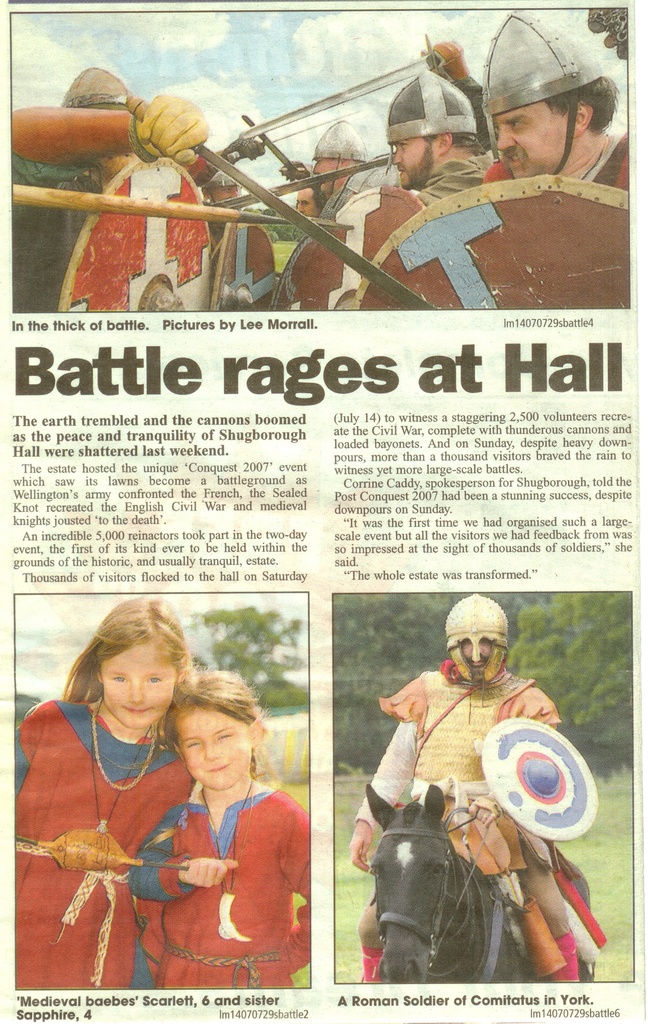 In the thick of battle. Pictures by Lee Morrall.
lm14070729sbattle4
Battle rages at Hall
The earth trembled and the cannons boomed
as the peace and tranquility of Shugborough
Hall were shattered last weekend.
The estate hosted the unique 'Conquest 2007' event
which saw its lawns become a battleground as
Wellington's army confronted the French, the Sealed
Knot recreated the English Civil War and medieval
knights jousted 'to the death'.
An incredible 5,000 reinactors took part in the two-day
event, the first of its kind ever to be held within the
grounds of the historic, and usually tranquil, estate.
Thousands of visitors flocked to the hall on Saturday
(July 14) to witness a staggering 2,500 volunteers recre-
ate the Civil War, complete with thunderous cannons and
loaded bayonets. And on Sunday, despite heavy down-
pours, more than a thousand visitors braved the rain to
witness yet more large-scale battles.
Corrine Caddy, spokesperson for Shugborough, told the
Post Conquest 2007 had been a stunning success, despite
downpours on Sunday.
"It was the first time we had organised such a large-
scale event but all the visitors we had feedback from was
so impressed at the sight of thousands of soldiers," she
said.
"The whole estate was transformed."
'Medieval baebes' Scarlett, 6 and sister
Sapphire, 4
lm14070729sbattle2
A Roman Soldier of Comitatus in York.
lm14070729sbattle6